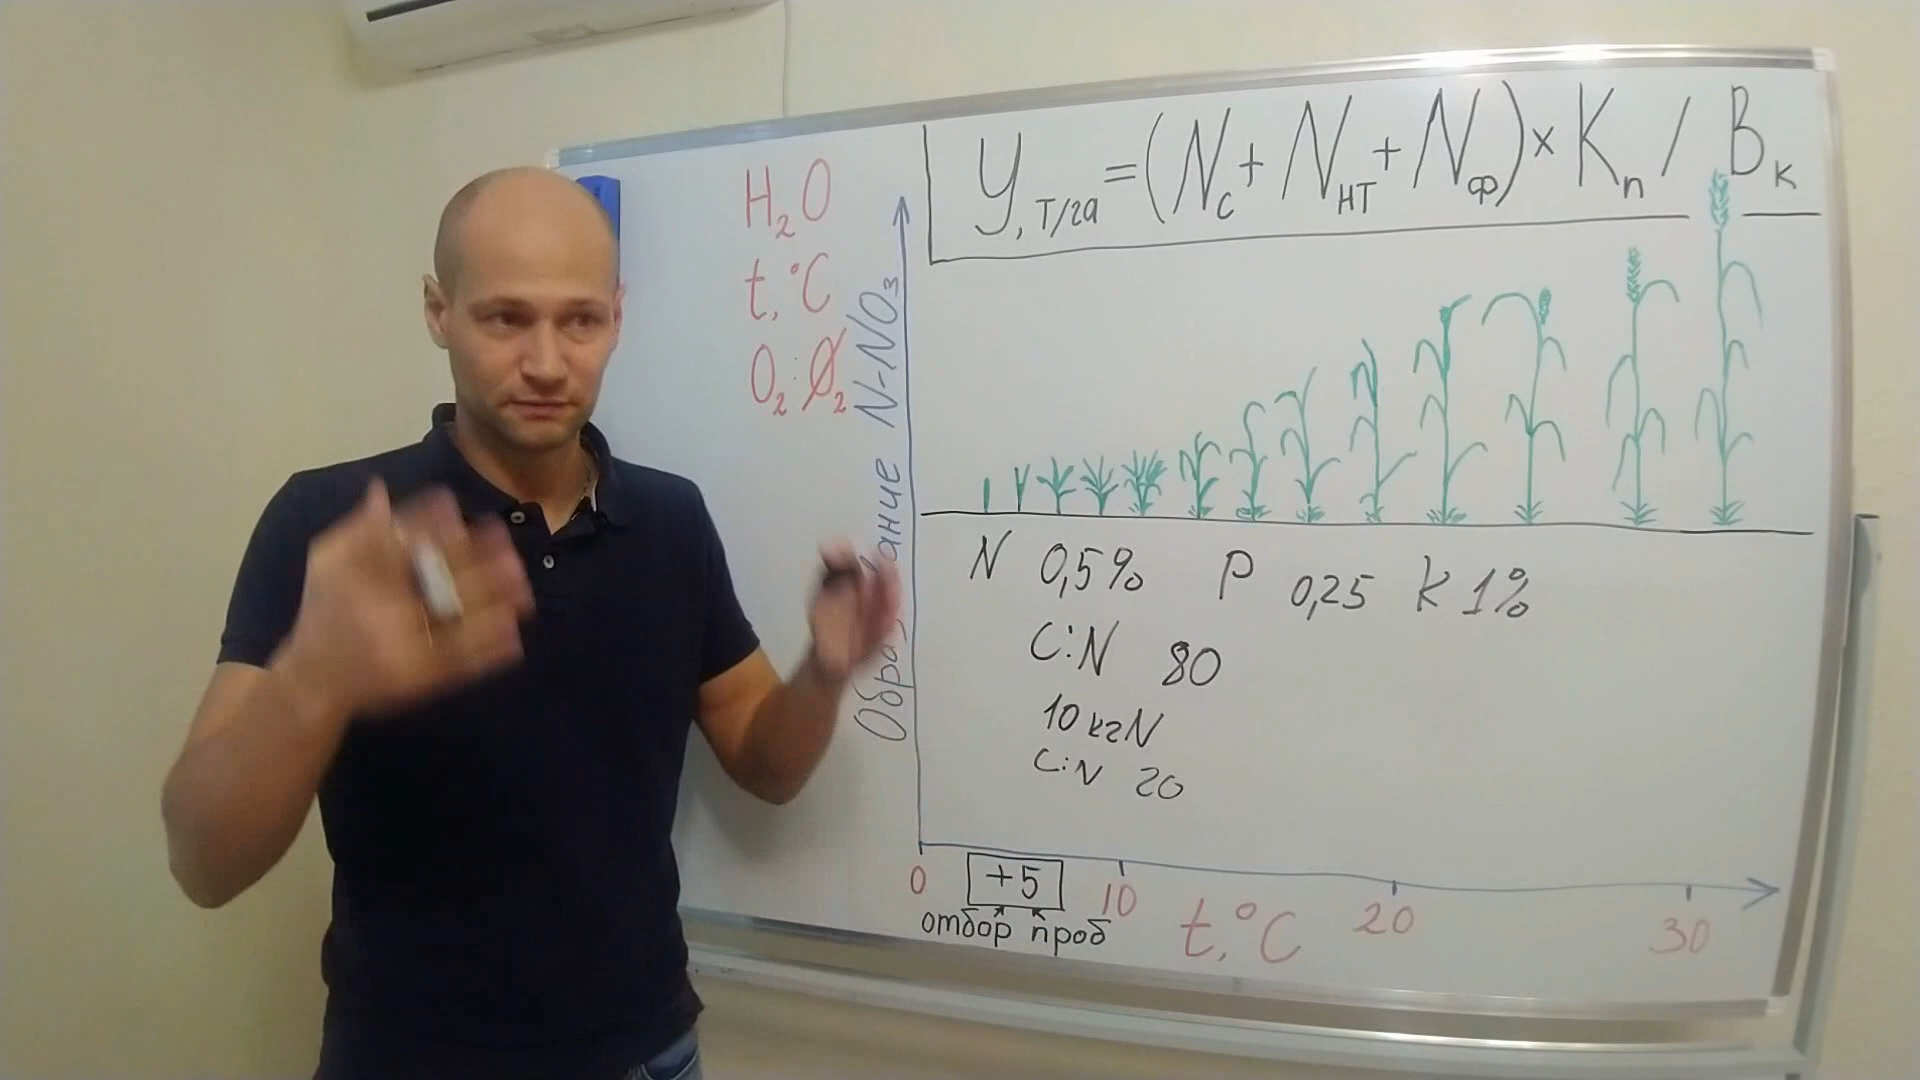 У, т/га = (Nс + Nнт + Nф) × Kп / Вк
H₂O
t,°C
O₂ : O₂
N-NO₃
N 0,5% P 0,25 K 1%
C:N 80
10 кгN
C:N 20
0 +5 10 20 30
отбор проб
t,°C